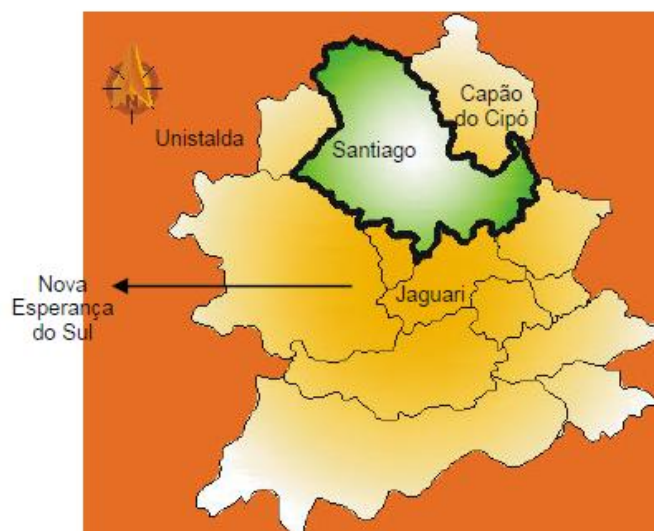 Capão
do Cipó
Unistalda
Santiago
Nova
Esperança
do Sul
Jaguari
N